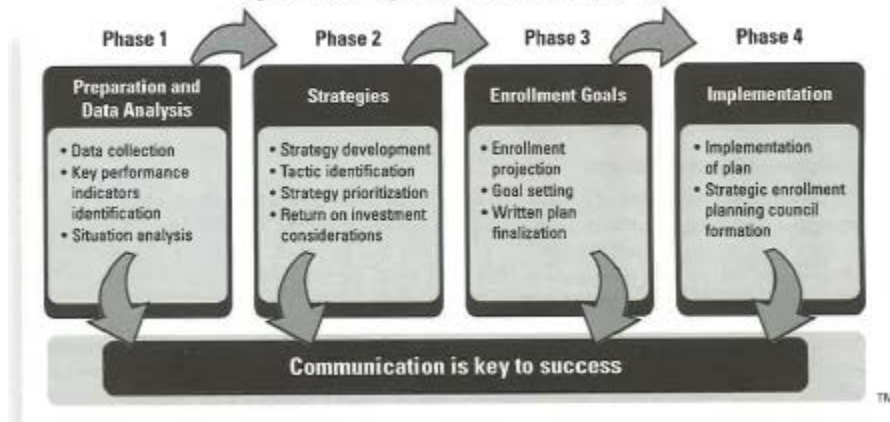 Phase 1
Phase 2
Phase 3
Phase 4
Preparation and
Data Analysis
• Data collection
• Key performance
indicators
identification
• Situation analysis
Strategies
• Strategy development
• Tactic identification
• Strategy prioritization
• Return on investment
considerations
Enrollment Goals
• Enrollment
projection
• Goal setting
• Written plan
finalization
Implementation
• Implementation
of plan
• Strategic enrollment
planning council
formation
Communication is key to success
TM